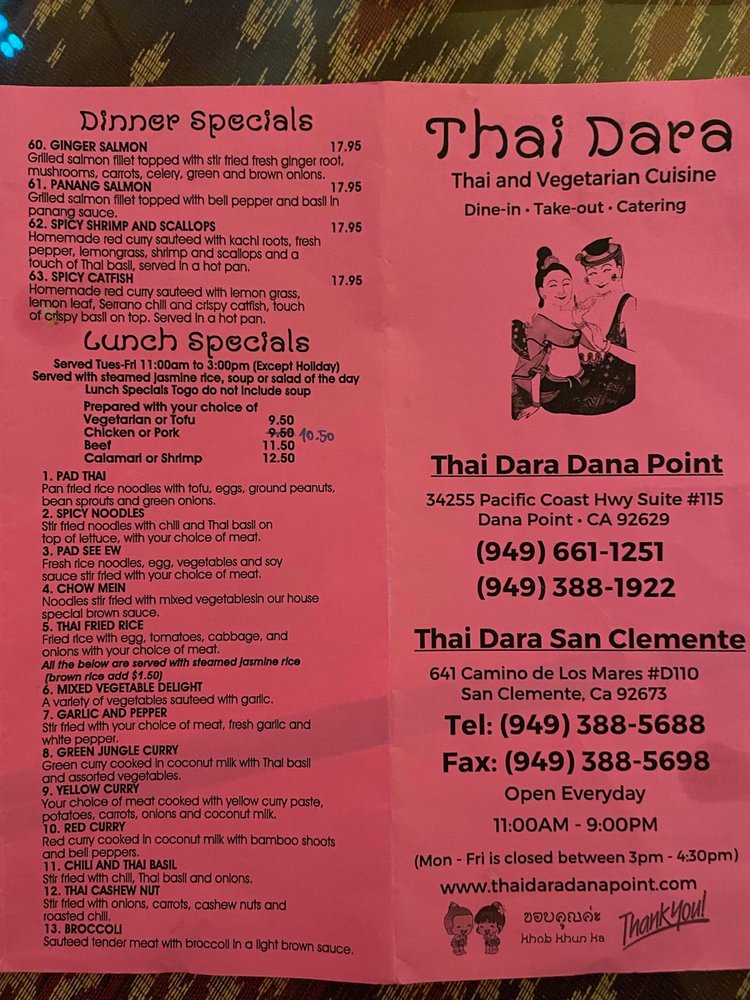 Dinner Specials
60. GINGER SALMON 17.95
Grilled salmon fillet topped with stir fried fresh ginger root,
mushrooms, carrots, celery, green and brown onions.
61. PANANG SALMON 17.95
Grilled salmon fillet topped with bell pepper and basil in
panang sauce.
62. SPICY SHRIMP AND SCALLOPS 17.95
Homemade red curry sauteed with kachi roots, fresh
pepper, lemongrass, shrimp and scallops and a
touch of Thai basil, served in a hot pan.
63. SPICY CATFISH 17.95
Homemade red curry sauteed with lemon grass,
lemon leaf, Serrano chili and crispy catfish, touch
of crispy basil on top. Served in a hot pan.
Lunch Specials
Served Tues-Fri 11:00am to 3:00pm (Except Holiday)
Served with steamed jasmine rice, soup or salad of the day
Lunch Specials Togo do not include soup
Prepared with your choice of
Vegetarian or Tofu 9.50
Chicken or Pork 9.50 10.50
Beef 11.50
Calamari or Shrimp 12.50
1. PAD THAI
Pan fried rice noodles with tofu, eggs, ground peanuts,
bean sprouts and green onions.
2. SPICY NOODLES
Stir fried noodles with chili and Thai basil on
top of lettuce, with your choice of meat.
3. PAD SEE EW
Fresh rice noodles, egg, vegetables and soy
sauce stir fried with your choice of meat.
4. CHOW MEIN
Noodles stir fried with mixed vegetablesin our house
special brown sauce.
5. THAI FRIED RICE
Fried rice with egg, tomatoes, cabbage, and
onions with your choice of meat.
All the below are served with steamed jasmine rice
(brown rice add $1.50)
6. MIXED VEGETABLE DELIGHT
A variety of vegetables sauteed with garlic.
7. GARLIC AND PEPPER
Stir fried with your choice of meat, fresh garlic and
white pepper.
8. GREEN JUNGLE CURRY
Green curry cooked in coconut milk with Thai basil
and assorted vegetables.
9. YELLOW CURRY
Your choice of meat cooked with yellow curry paste,
potatoes, carrots, onions and coconut milk.
10. RED CURRY
Red curry cooked in coconut milk with bamboo shoots
and bell peppers.
11. CHILI AND THAI BASIL
Stir fried with chili, Thai basil and onions.
12. THAI CASHEW NUT
Stir fried with onions, carrots, cashew nuts and
roasted chili.
13. BROCCOLI
Sauteed tender meat with broccoli in a light brown sauce.
Thai Dara
Thai and Vegetarian Cuisine
Dine-in • Take-out • Catering
Thai Dara Dana Point
34255 Pacific Coast Hwy Suite #115
Dana Point • CA 92629
(949) 661-1251
(949) 388-1922
Thai Dara San Clemente
641 Camino de Los Mares #D110
San Clemente, Ca 92673
Tel: (949) 388-5688
Fax: (949) 388-5698
Open Everyday
11:00AM - 9:00PM
(Mon - Fri is closed between 3pm - 4:30pm)
www.thaidaradanapoint.com
ขอบคุณค่ะ
Khob Khun Ka
Thank You!